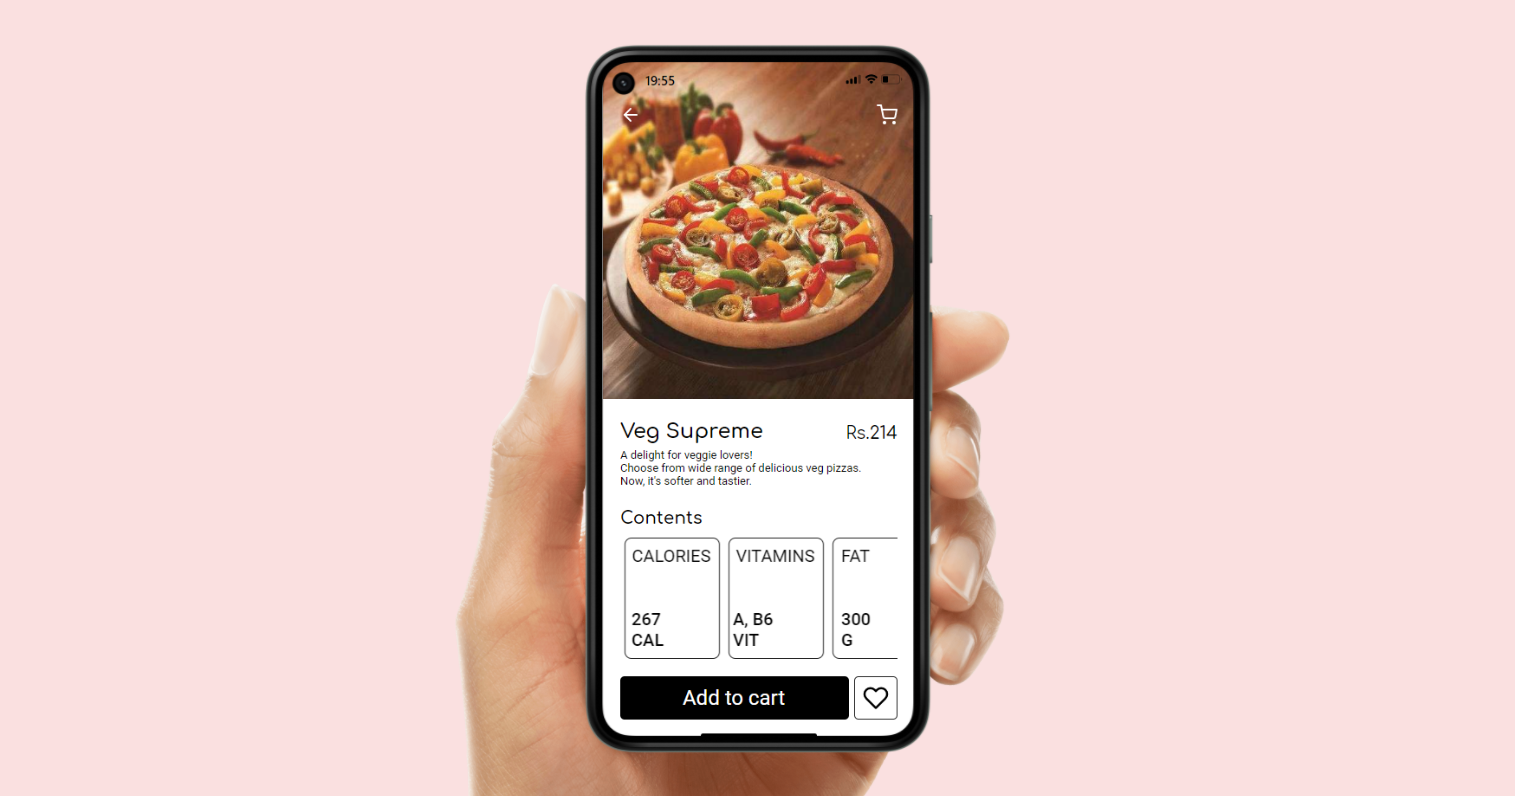 19:55
Veg Supreme
Rs.214
A delight for veggie lovers!
Choose from wide range of delicious veg pizzas.
Now, it's softer and tastier.
Contents
CALORIES
267
CAL
VITAMINS
A, B6
VIT
FAT
300
G
Add to cart